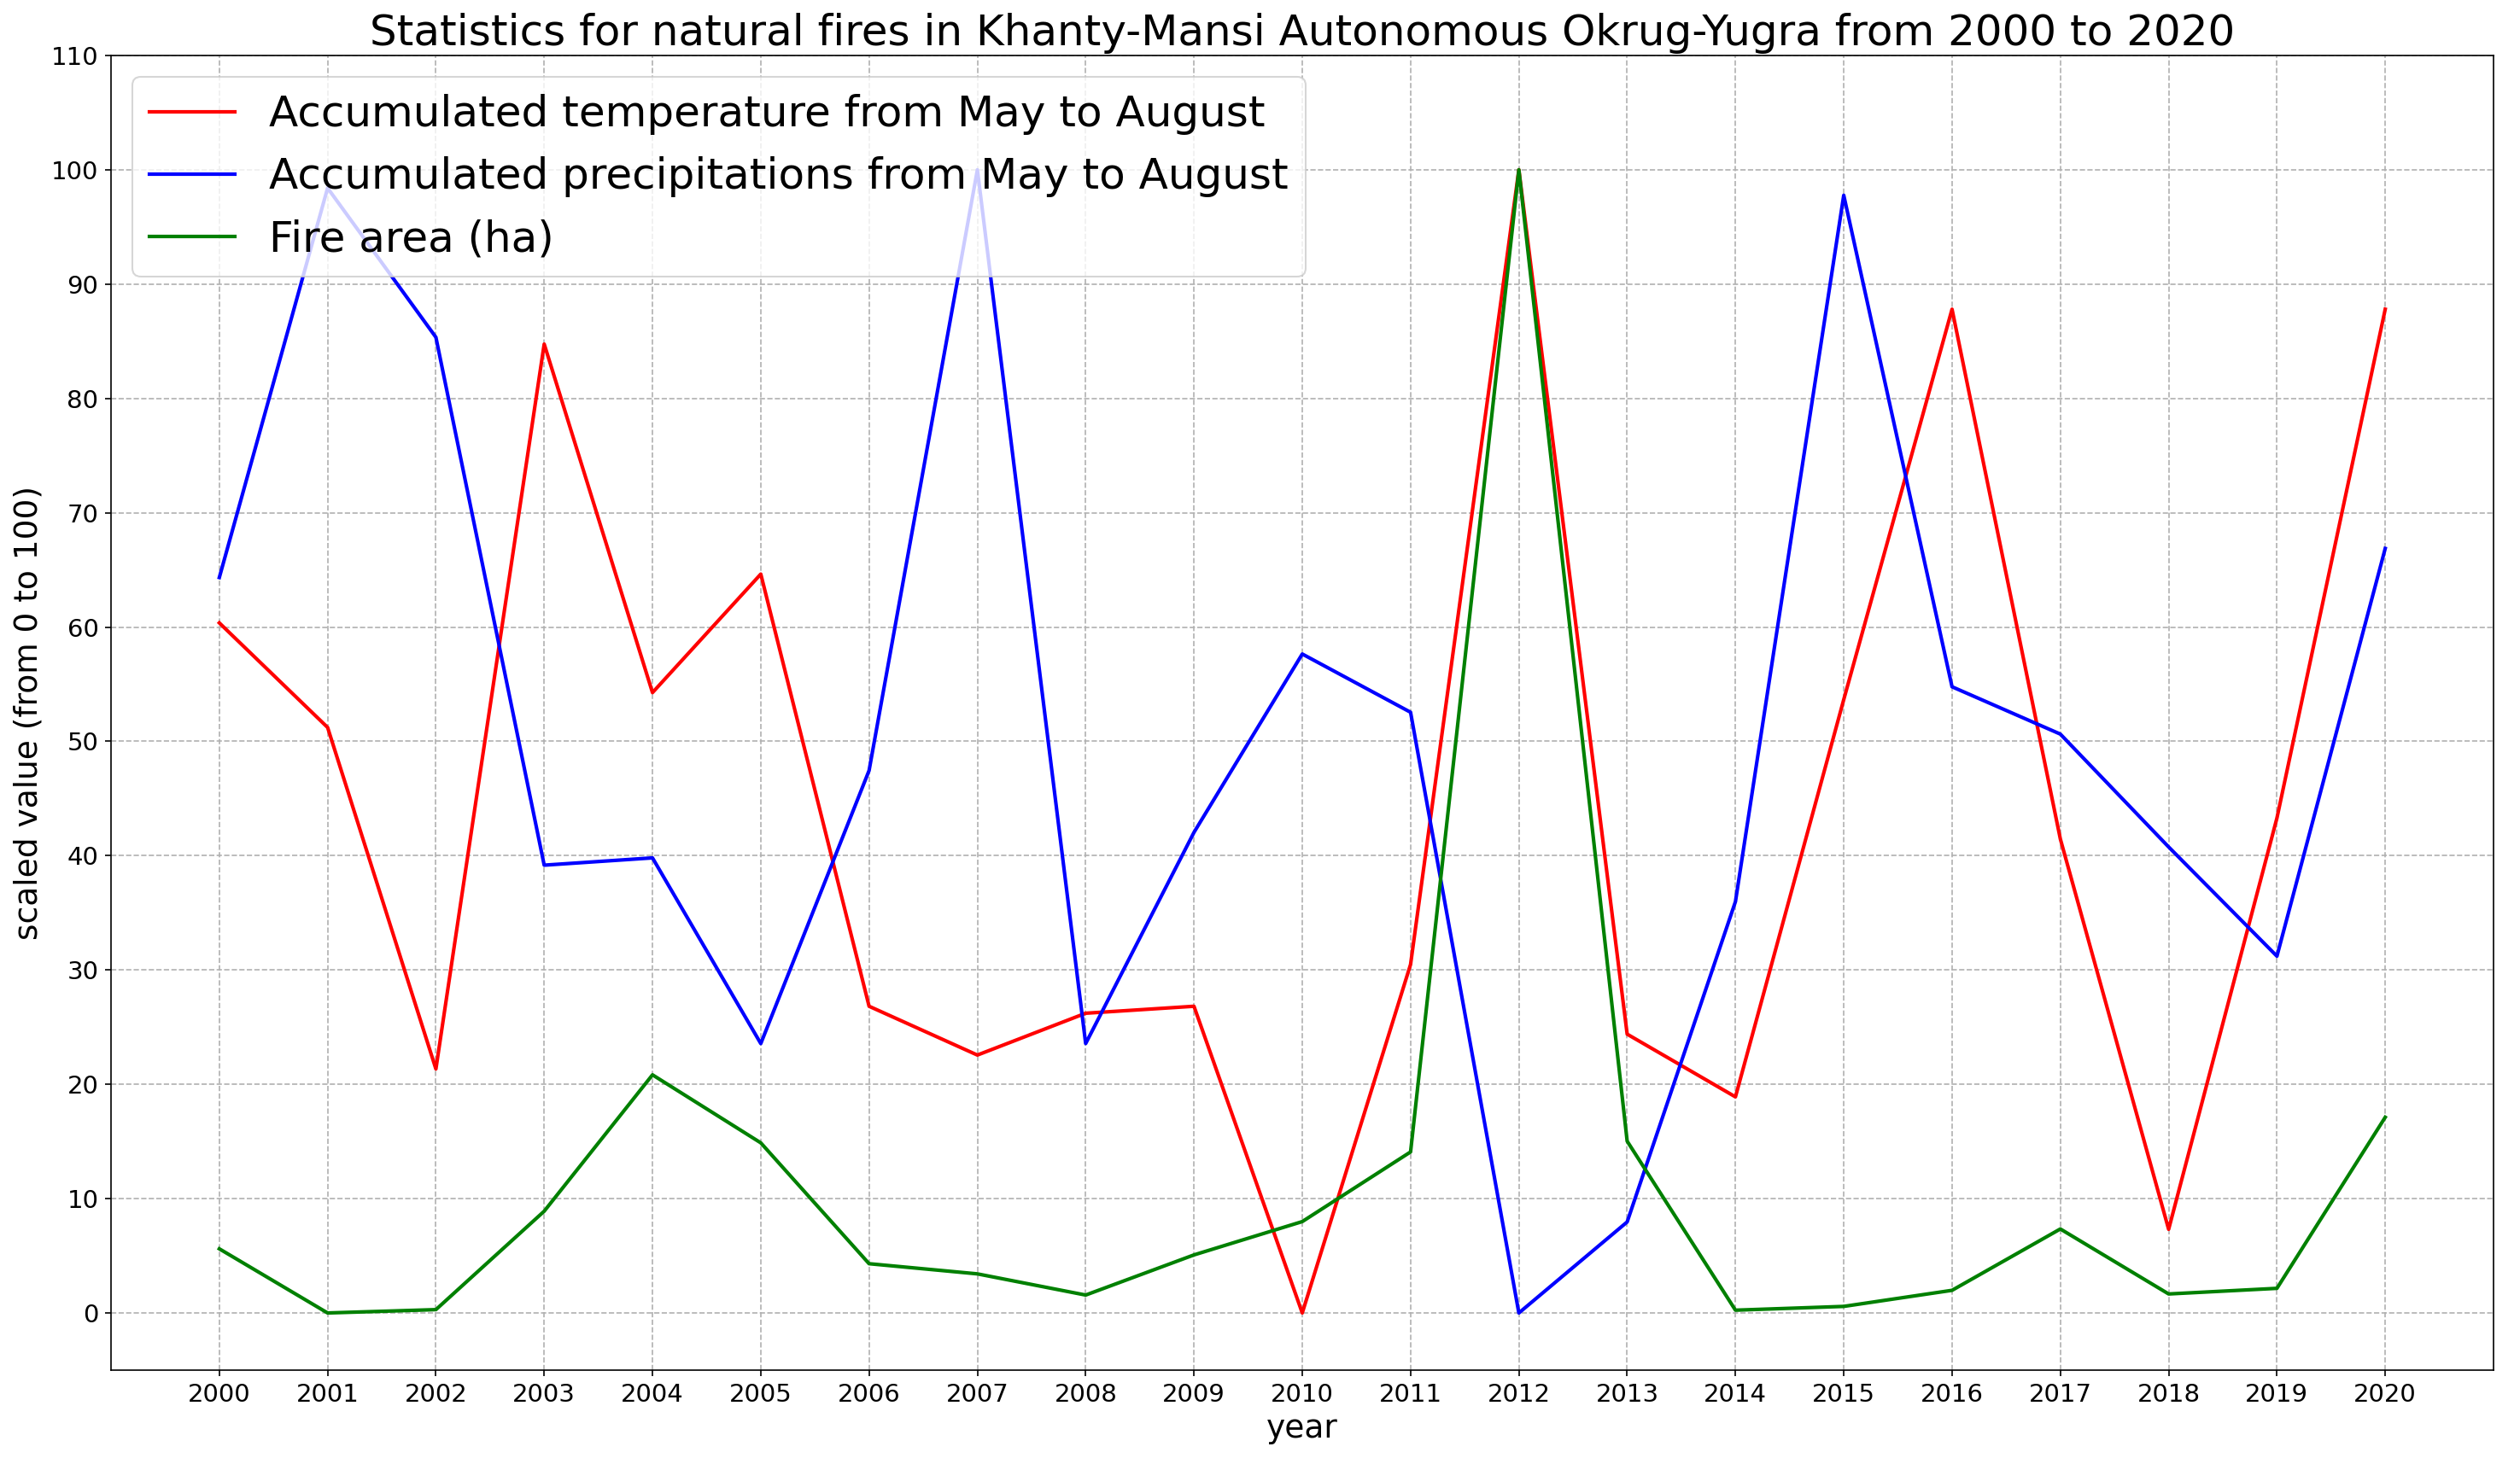 Statistics for natural fires in Khanty-Mansi Autonomous Okrug-Yugra from 2000 to 2020
Accumulated temperature from May to August
Accumulated precipitations from May to August
Fire area (ha)
scaled value (from 0 to 100)
110
100
90
80
70
60
50
40
30
20
10
0
2000 2001 2002 2003 2004 2005 2006 2007 2008 2009 2010 2011 2012 2013 2014 2015 2016 2017 2018 2019 2020
year